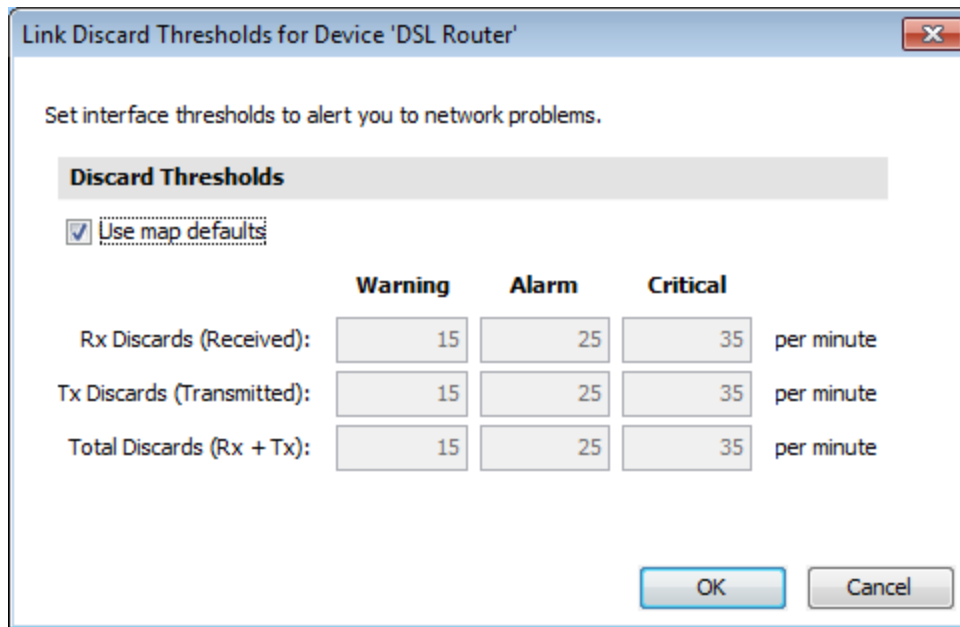 Link Discard Thresholds for Device 'DSL Router'
Set interface thresholds to alert you to network problems.
Discard Thresholds
Use map defaults
Warning Alarm Critical
Rx Discards (Received): 15 25 35 per minute
Tx Discards (Transmitted): 15 25 35 per minute
Total Discards (Rx + Tx): 15 25 35 per minute
OK Cancel